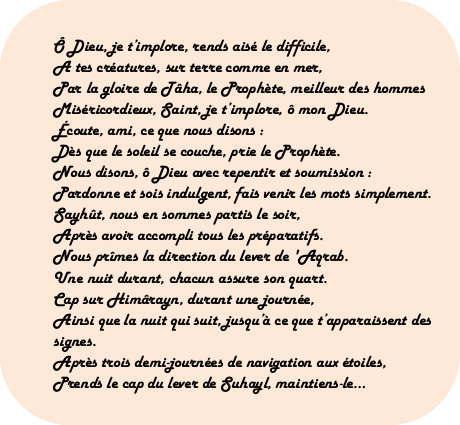 Ô Dieu, je t'implore, rends aisé le difficile,
A tes créatures, sur terre comme en mer,
Par la gloire de Tâha, le Prophète, meilleur des hommes
Miséricordieux, Saint, je t'implore, ô mon Dieu.
Écoute, ami, ce que nous disons :
Dès que le soleil se couche, prie le Prophète.
Nous disons, ô Dieu avec repentir et soumission :
Pardonne et sois indulgent, fais venir les mots simplement.
Sayhût, nous en sommes partis le soir,
Après avoir accompli tous les préparatifs.
Nous prîmes la direction du lever de 'Aqrab.
Une nuit durant, chacun assure son quart.
Cap sur Himârayn, durant une journée,
Ainsi que la nuit qui suit, jusqu'à ce que t'apparaissent des
signes.
Après trois demi-journées de navigation aux étoiles,
Prends le cap du lever de Suhayl, maintiens-le...